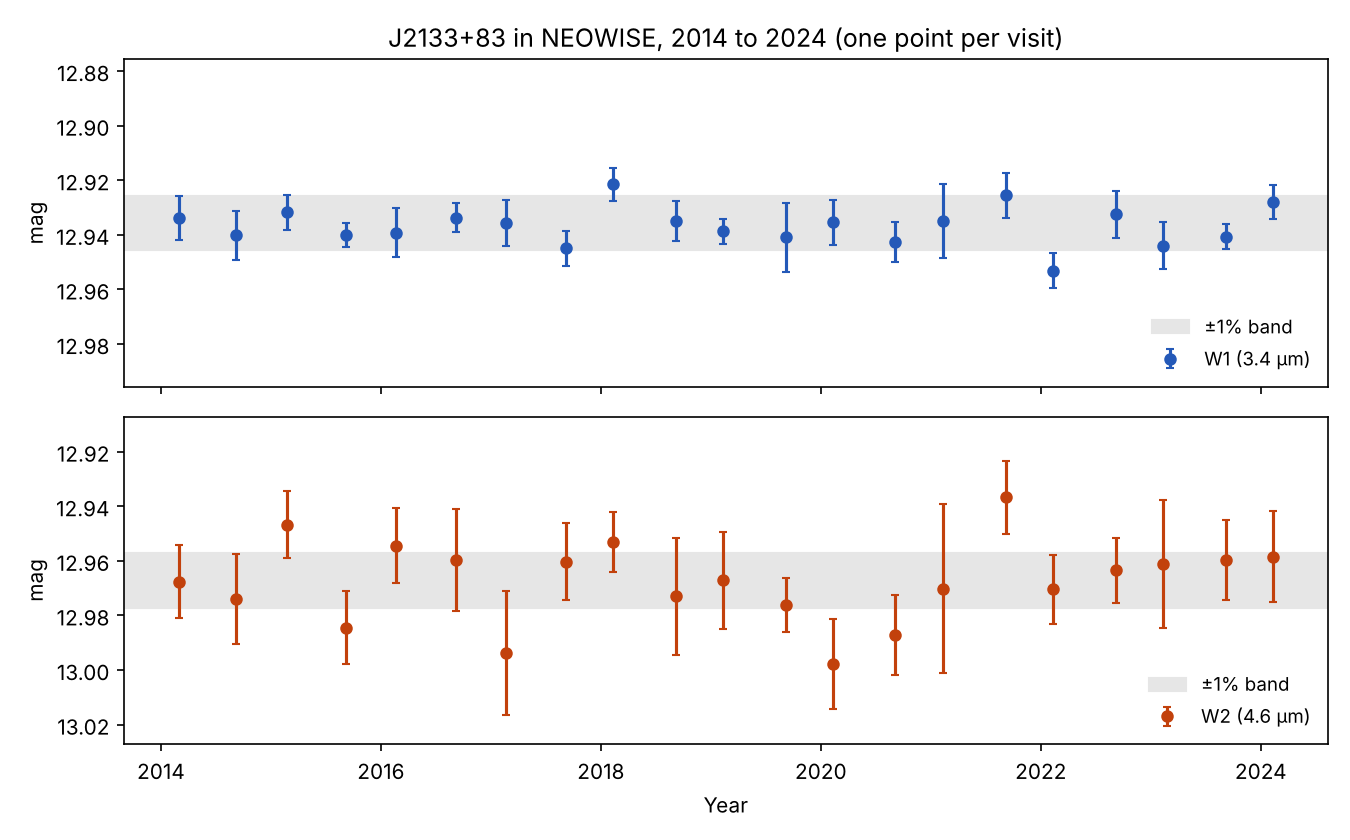 J2133+83 in NEOWISE, 2014 to 2024 (one point per visit)
12.88
12.90
12.92
12.94
12.96
12.98
mag
±1% band
W1 (3.4 µm)
12.92
12.94
12.96
12.98
13.00
13.02
mag
±1% band
W2 (4.6 µm)
2014 2016 2018 2020 2022 2024
Year